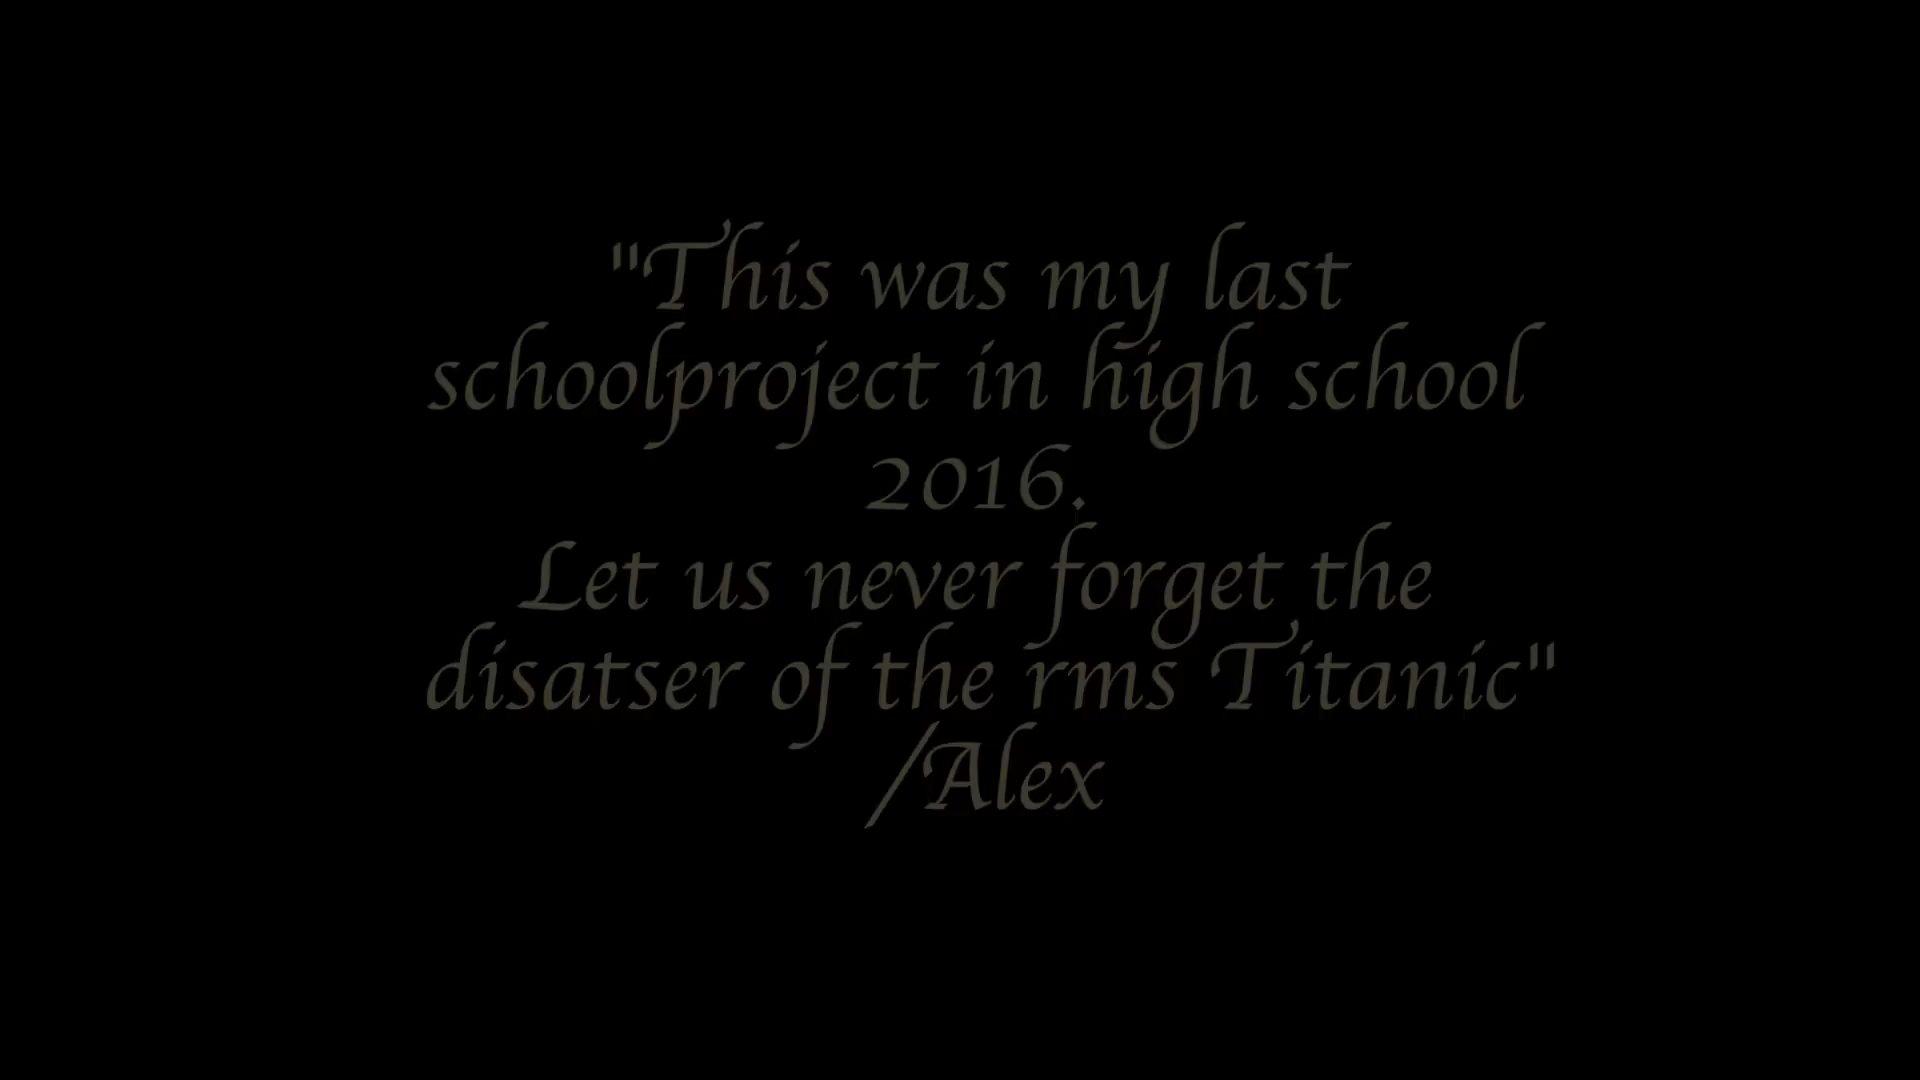 "This was my last
schoolproject in high school
2016.
Let us never forget the
disatser of the rms Titanic"
/Alex